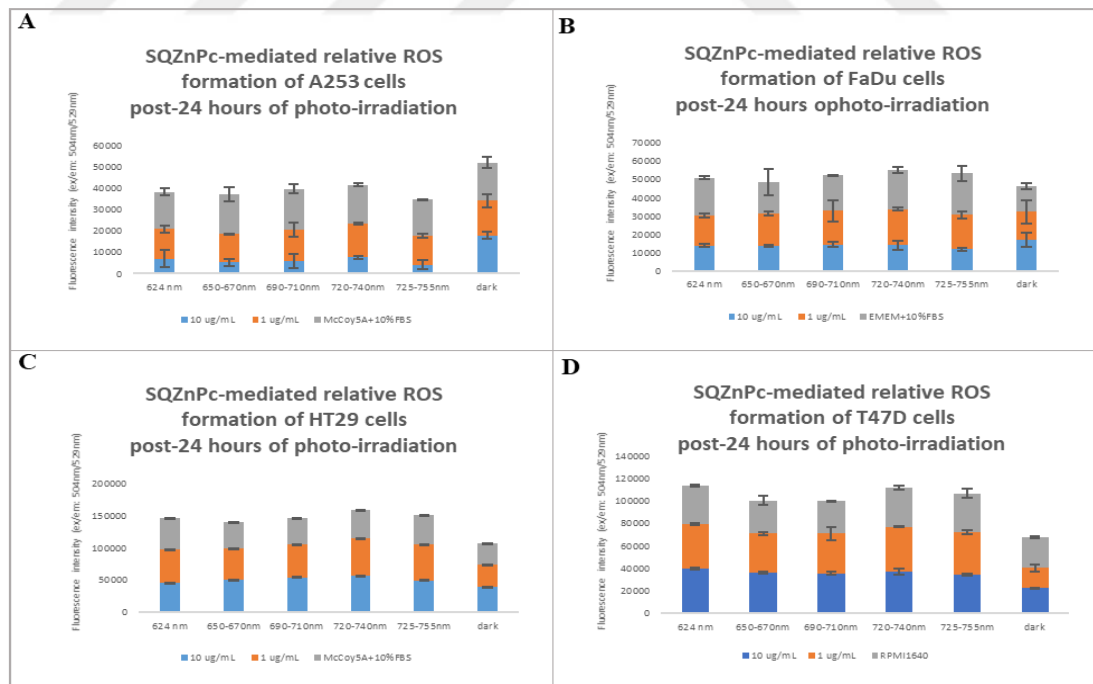 A
SQZnPc-mediated relative ROS
formation of A253 cells
post-24 hours of photo-irradiation
Fluorescence intensity (ex/em: 504nm/529nm)
60000
50000
40000
30000
20000
10000
0
624 nm 650-670nm 690-710nm 720-740nm 725-755nm dark
10 ug/mL 1 ug/mL McCoy5A+10%FBS
B
SQZnPc-mediated relative ROS
formation of FaDu cells
post-24 hours ophoto-irradiation
Fluorescence intensity (ex/em: 504nm/529nm)
70000
60000
50000
40000
30000
20000
10000
0
624 nm 650-670nm 690-710nm 720-740nm 725-755nm dark
10 ug/mL 1 ug/mL EMEM+10%FBS
C
SQZnPc-mediated relative ROS
formation of HT29 cells
post-24 hours of photo-irradiation
Fluorescence intensity (ex/em: 504nm/529nm)
200000
150000
100000
50000
0
624 nm 650-670nm 690-710nm 720-740nm 725-755nm dark
10 ug/mL 1 ug/mL McCoy5A+10%FBS
D
SQZnPc-mediated relative ROS
formation of T47D cells
post-24 hours of photo-irradiation
Fluorescence intensity (ex/em: 504nm/529nm)
140000
120000
100000
80000
60000
40000
20000
0
624 nm 650-670nm 690-710nm 720-740nm 725-755nm dark
10 ug/mL 1 ug/mL RPMI1640